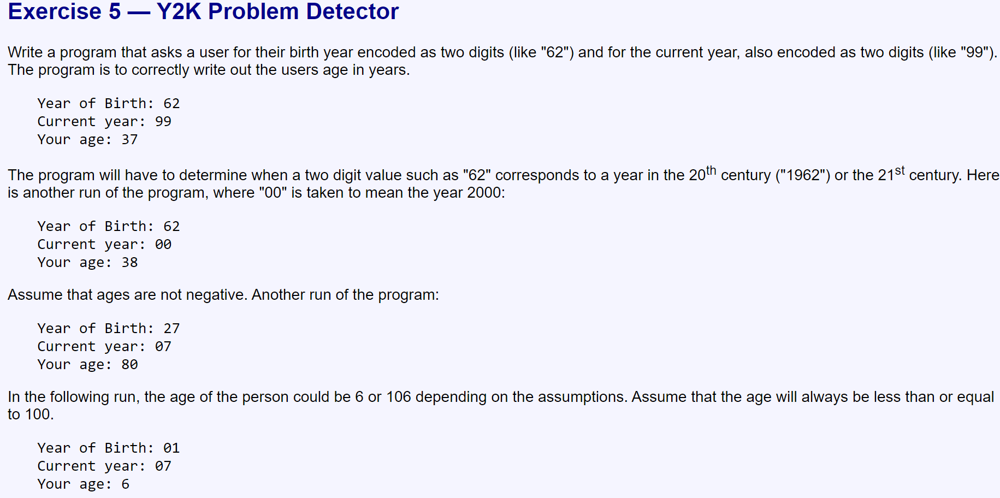 Exercise 5 — Y2K Problem Detector
Write a program that asks a user for their birth year encoded as two digits (like "62") and for the current year, also encoded as two digits (like "99").
The program is to correctly write out the users age in years.
Year of Birth: 62
Current year: 99
Your age: 37
The program will have to determine when a two digit value such as "62" corresponds to a year in the 20th century ("1962") or the 21st century. Here
is another run of the program, where "00" is taken to mean the year 2000:
Year of Birth: 62
Current year: 00
Your age: 38
Assume that ages are not negative. Another run of the program:
Year of Birth: 27
Current year: 07
Your age: 80
In the following run, the age of the person could be 6 or 106 depending on the assumptions. Assume that the age will always be less than or equal
to 100.
Year of Birth: 01
Current year: 07
Your age: 6